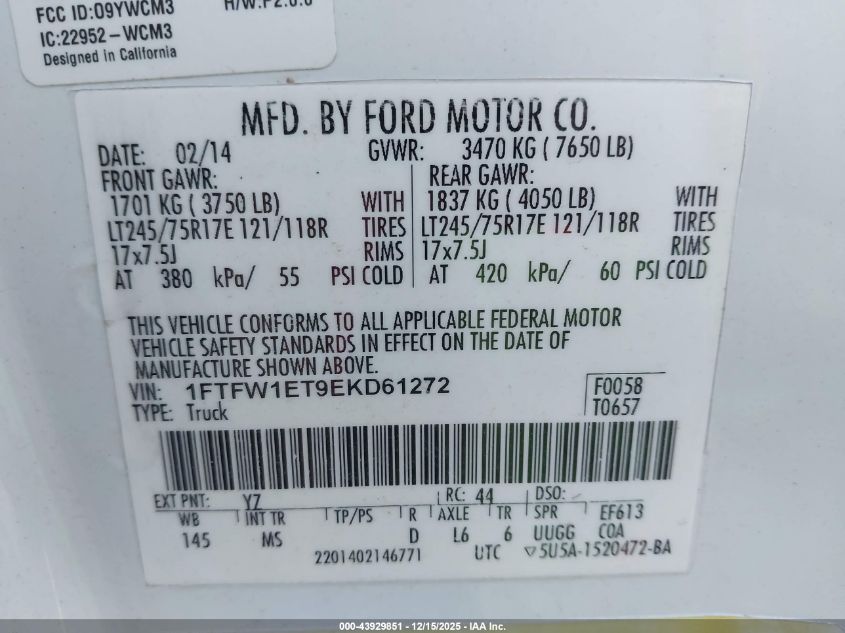 FCC ID:O9YWCM3
IC:22952-WCM3
Designed in California
MFD. BY FORD MOTOR CO.
DATE: 02/14 GVWR: 3470 KG ( 7650 LB)
FRONT GAWR: REAR GAWR:
1701 KG ( 3750 LB) WITH 1837 KG ( 4050 LB) WITH
LT245/75R17E 121/118R TIRES LT245/75R17E 121/118R TIRES
17x7.5J RIMS 17x7.5J RIMS
AT 380 kPa/ 55 PSI COLD AT 420 kPa/ 60 PSI COLD
THIS VEHICLE CONFORMS TO ALL APPLICABLE FEDERAL MOTOR
VEHICLE SAFETY STANDARDS IN EFFECT ON THE DATE OF
MANUFACTURE SHOWN ABOVE.
VIN: 1FTFW1ET9EKD61272 F0058
TYPE: Truck T0657
EXT PNT: YZ RC: 44 DSO:
WB INT TR TP/PS R AXLE TR SPR EF613
145 MS D L6 6 UUGG COA
2201402146771 UTC ▽5U5A-1520472-BA
000-43929851 - 12/15/2025 - IAA Inc.